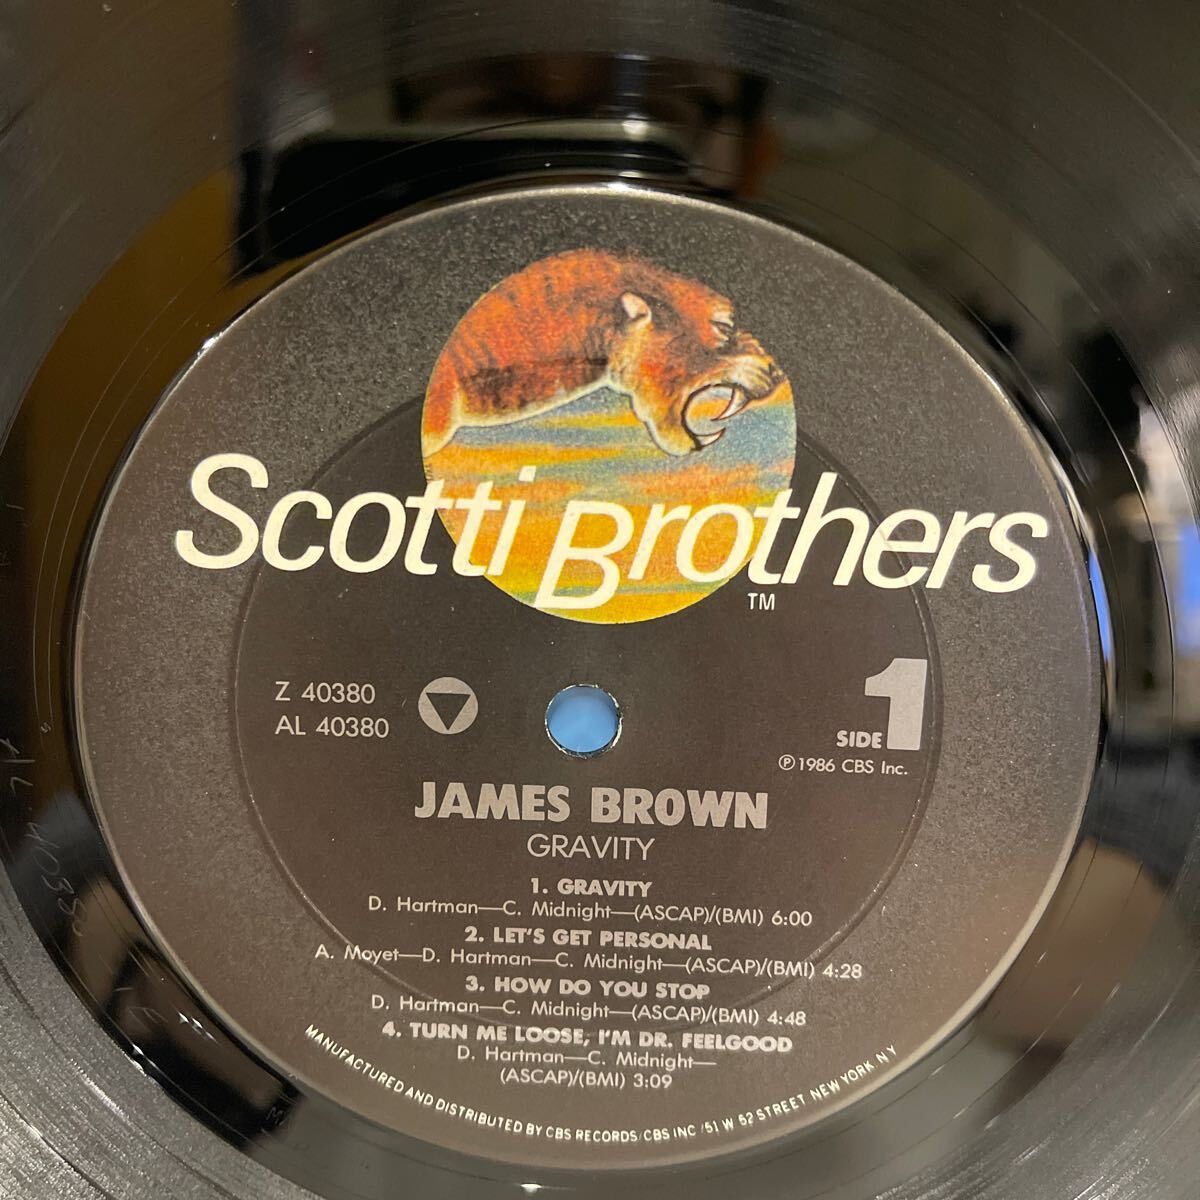 Scotti Brothers
TM
Z 40380
AL 40380
SIDE 1
℗ 1986 CBS Inc.
JAMES BROWN
GRAVITY
1. GRAVITY
D. Hartman—C. Midnight—(ASCAP)/(BMI) 6:00
2. LET'S GET PERSONAL
A. Moyet—D. Hartman—C. Midnight—(ASCAP)/(BMI) 4:28
3. HOW DO YOU STOP
D. Hartman—C. Midnight—(ASCAP)/(BMI) 4:48
4. TURN ME LOOSE, I'M DR. FEELGOOD
D. Hartman—C. Midnight—
(ASCAP)/(BMI) 3:09
MANUFACTURED AND DISTRIBUTED BY CBS RECORDS/CBS INC /51 W 52 STREET NEW YORK N Y